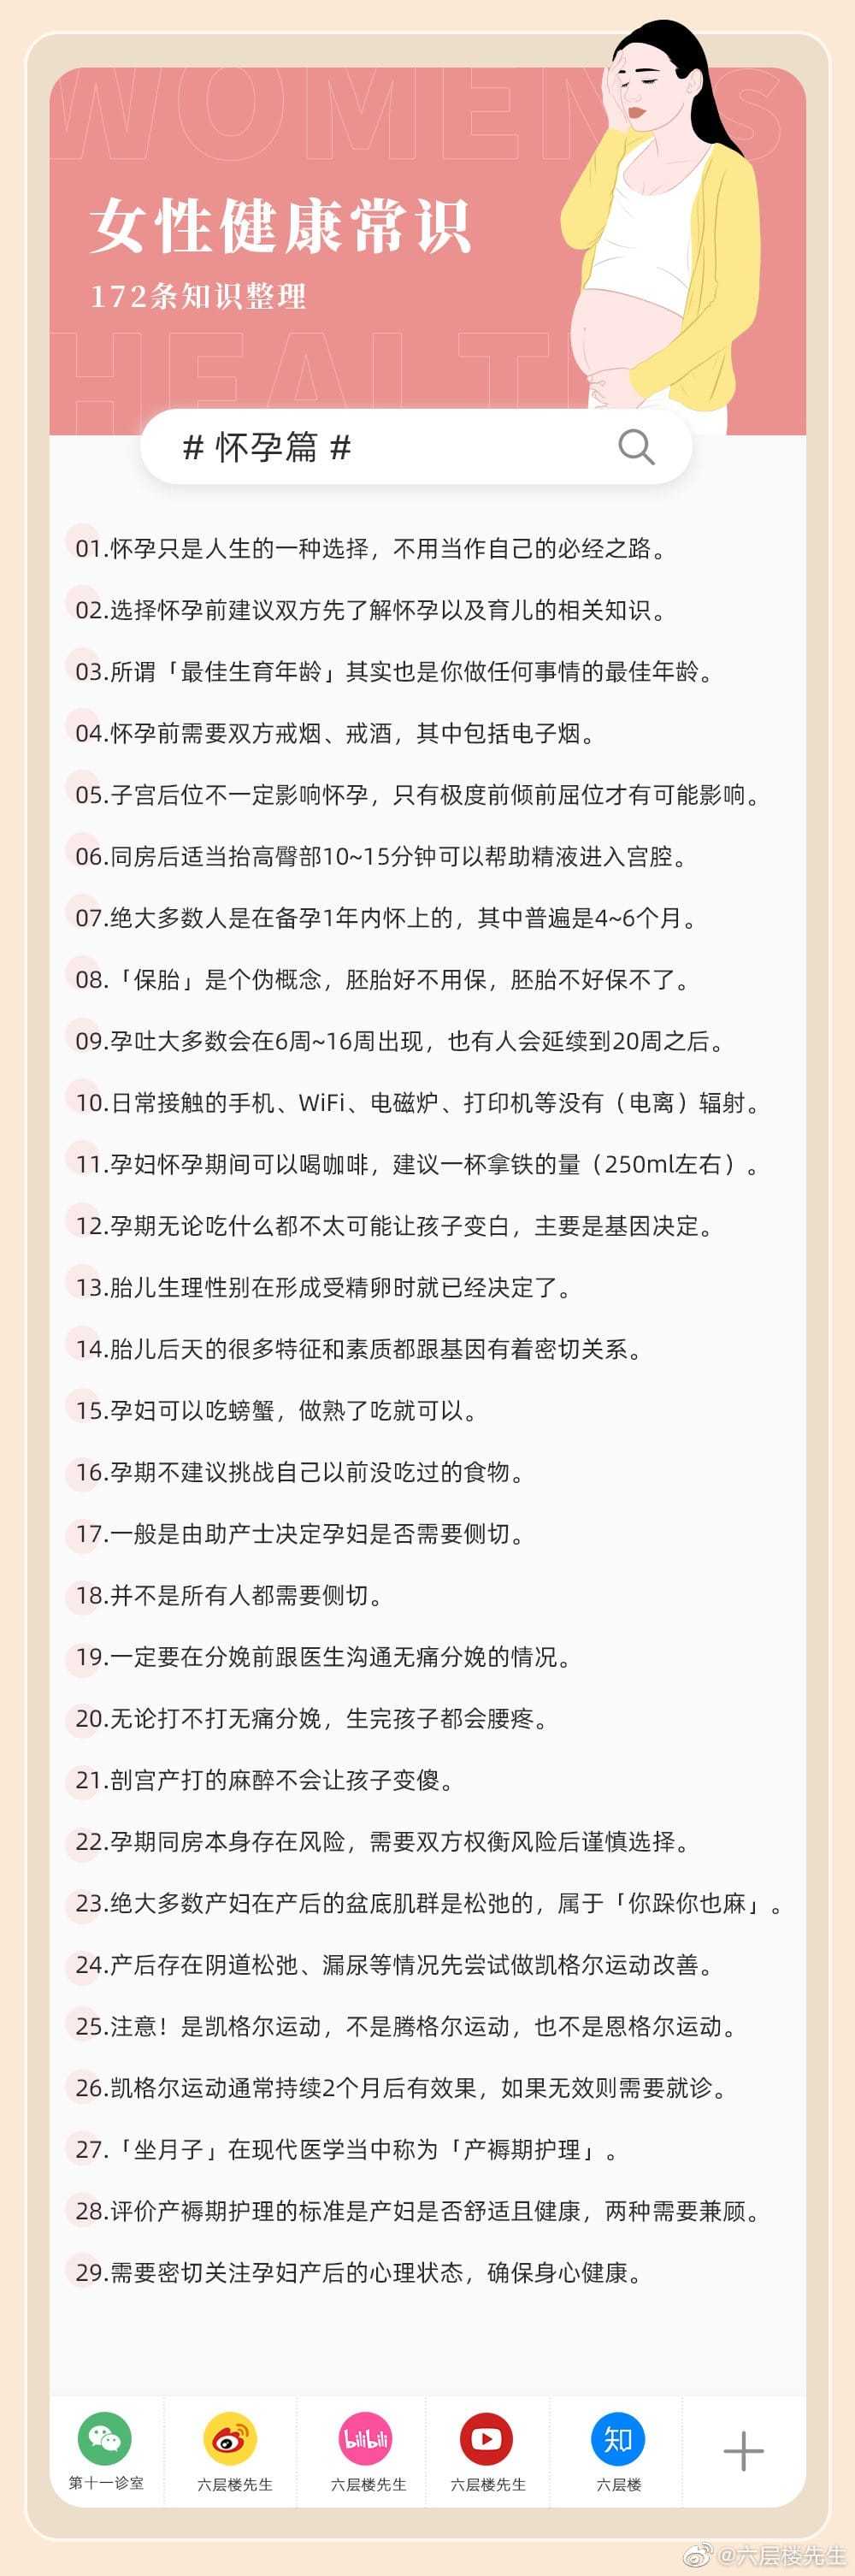 WOMEN'S
女性健康常识
172条知识整理
HEALT
# 怀孕篇 #
01.怀孕只是人生的一种选择，不用当作自己的必经之路。
02.选择怀孕前建议双方先了解怀孕以及育儿的相关知识。
03.所谓「最佳生育年龄」其实也是你做任何事情的最佳年龄。
04.怀孕前需要双方戒烟、戒酒，其中包括电子烟。
05.子宫后位不一定影响怀孕，只有极度前倾前屈位才有可能影响。
06.同房后适当抬高臀部10~15分钟可以帮助精液进入宫腔。
07.绝大多数人是在备孕1年内怀上的，其中普遍是4~6个月。
08.「保胎」是个伪概念，胚胎好不用保，胚胎不好保不了。
09.孕吐大多数会在6周~16周出现，也有人会延续到20周之后。
10.日常接触的手机、WiFi、电磁炉、打印机等没有（电离）辐射。
11.孕妇怀孕期间可以喝咖啡，建议一杯拿铁的量（250ml左右）。
12.孕期无论吃什么都不太可能让孩子变白，主要是基因决定。
13.胎儿生理性别在形成受精卵时就已经决定了。
14.胎儿后天的很多特征和素质都跟基因有着密切关系。
15.孕妇可以吃螃蟹，做熟了吃就可以。
16.孕期不建议挑战自己以前没吃过的食物。
17.一般是由助产士决定孕妇是否需要侧切。
18.并不是所有人都需要侧切。
19.一定要在分娩前跟医生沟通无痛分娩的情况。
20.无论打不打无痛分娩，生完孩子都会腰疼。
21.剖宫产打的麻醉不会让孩子变傻。
22.孕期同房本身存在风险，需要双方权衡风险后谨慎选择。
23.绝大多数产妇在产后的盆底肌群是松弛的，属于「你跺你也麻」。
24.产后存在阴道松弛、漏尿等情况先尝试做凯格尔运动改善。
25.注意！是凯格尔运动，不是腾格尔运动，也不是恩格尔运动。
26.凯格尔运动通常持续2个月后有效果，如果无效则需要就诊。
27.「坐月子」在现代医学当中称为「产褥期护理」。
28.评价产褥期护理的标准是产妇是否舒适且健康，两种需要兼顾。
29.需要密切关注孕妇产后的心理状态，确保身心健康。
bilibili
知
第十一诊室
六层楼先生
六层楼先生
六层楼先生
六层楼
@六层楼先生